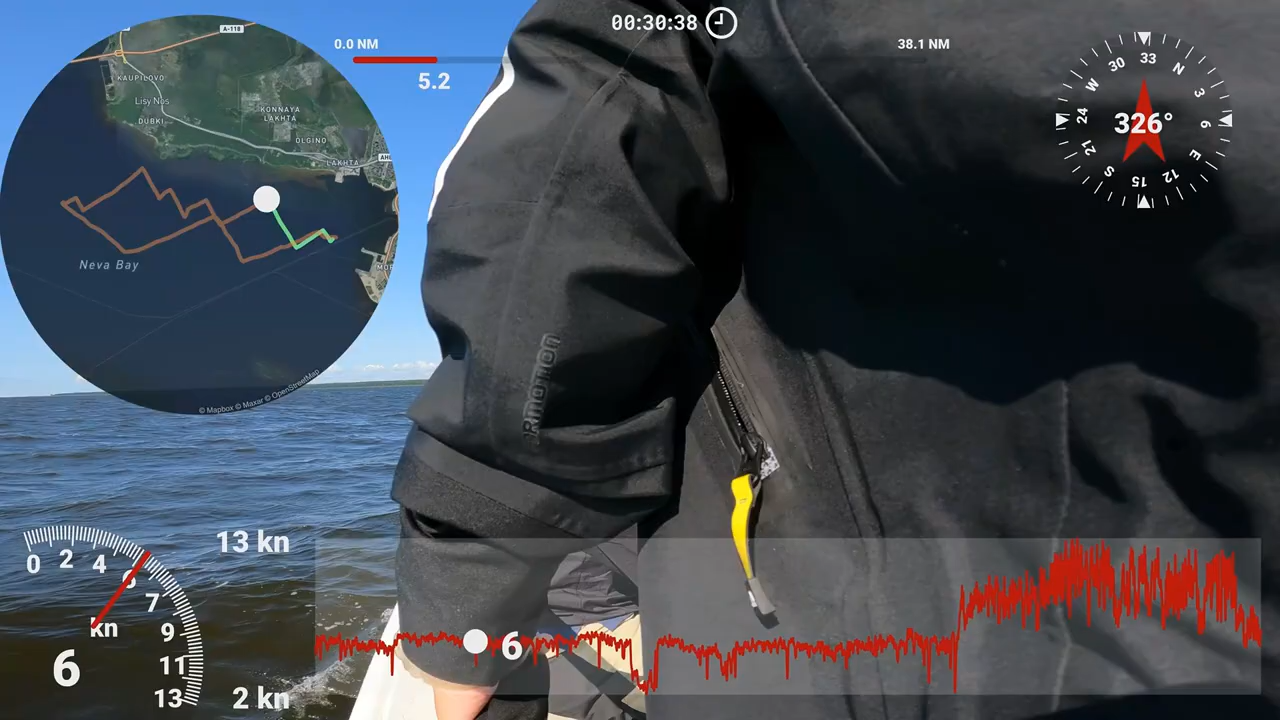 00:30:38
0.0 NM
38.1 NM
5.2
A-118
KAUPILOVO
Lisy Nos
DUBKI
KONNAYA
LAKHTA
OLGINO
LAKHTA
Neva Bay
© Mapbox © Maxar © OpenStreetMap
33
N
3
6
E
12
15
S
21
24
W
30
326°
RMOTION
0
2
4
6
7
9
11
13
kn
6
13 kn
2 kn
6